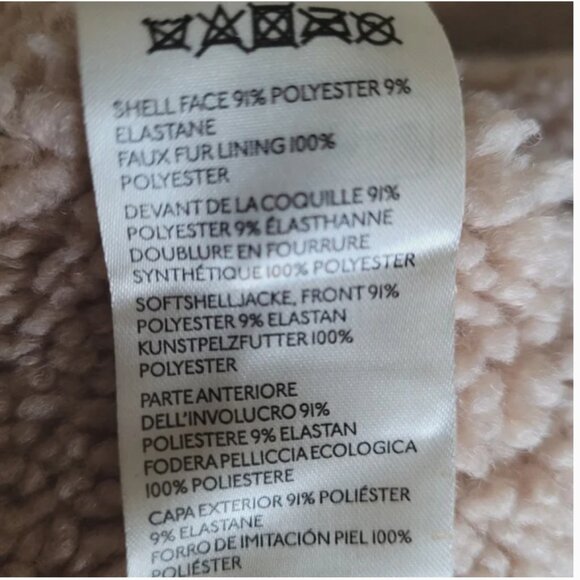 SHELL FACE 91% POLYESTER 9%
ELASTANE
FAUX FUR LINING 100%
POLYESTER
DEVANT DE LA COQUILLE 91%
POLYESTER 9% ÉLASTHANNE
DOUBLURE EN FOURRURE
SYNTHÉTIQUE 100% POLYESTER
SOFTSHELLJACKE, FRONT 91%
POLYESTER 9% ELASTAN
KUNSTPELZFUTTER 100%
POLYESTER
PARTE ANTERIORE
DELL'INVOLUCRO 91%
POLIESTERE 9% ELASTAN
FODERA PELLICCIA ECOLOGICA
100% POLIESTERE
CAPA EXTERIOR 91% POLIÉSTER
9% ELASTANE
FORRO DE IMITACIÓN PIEL 100%
POLIÉSTER